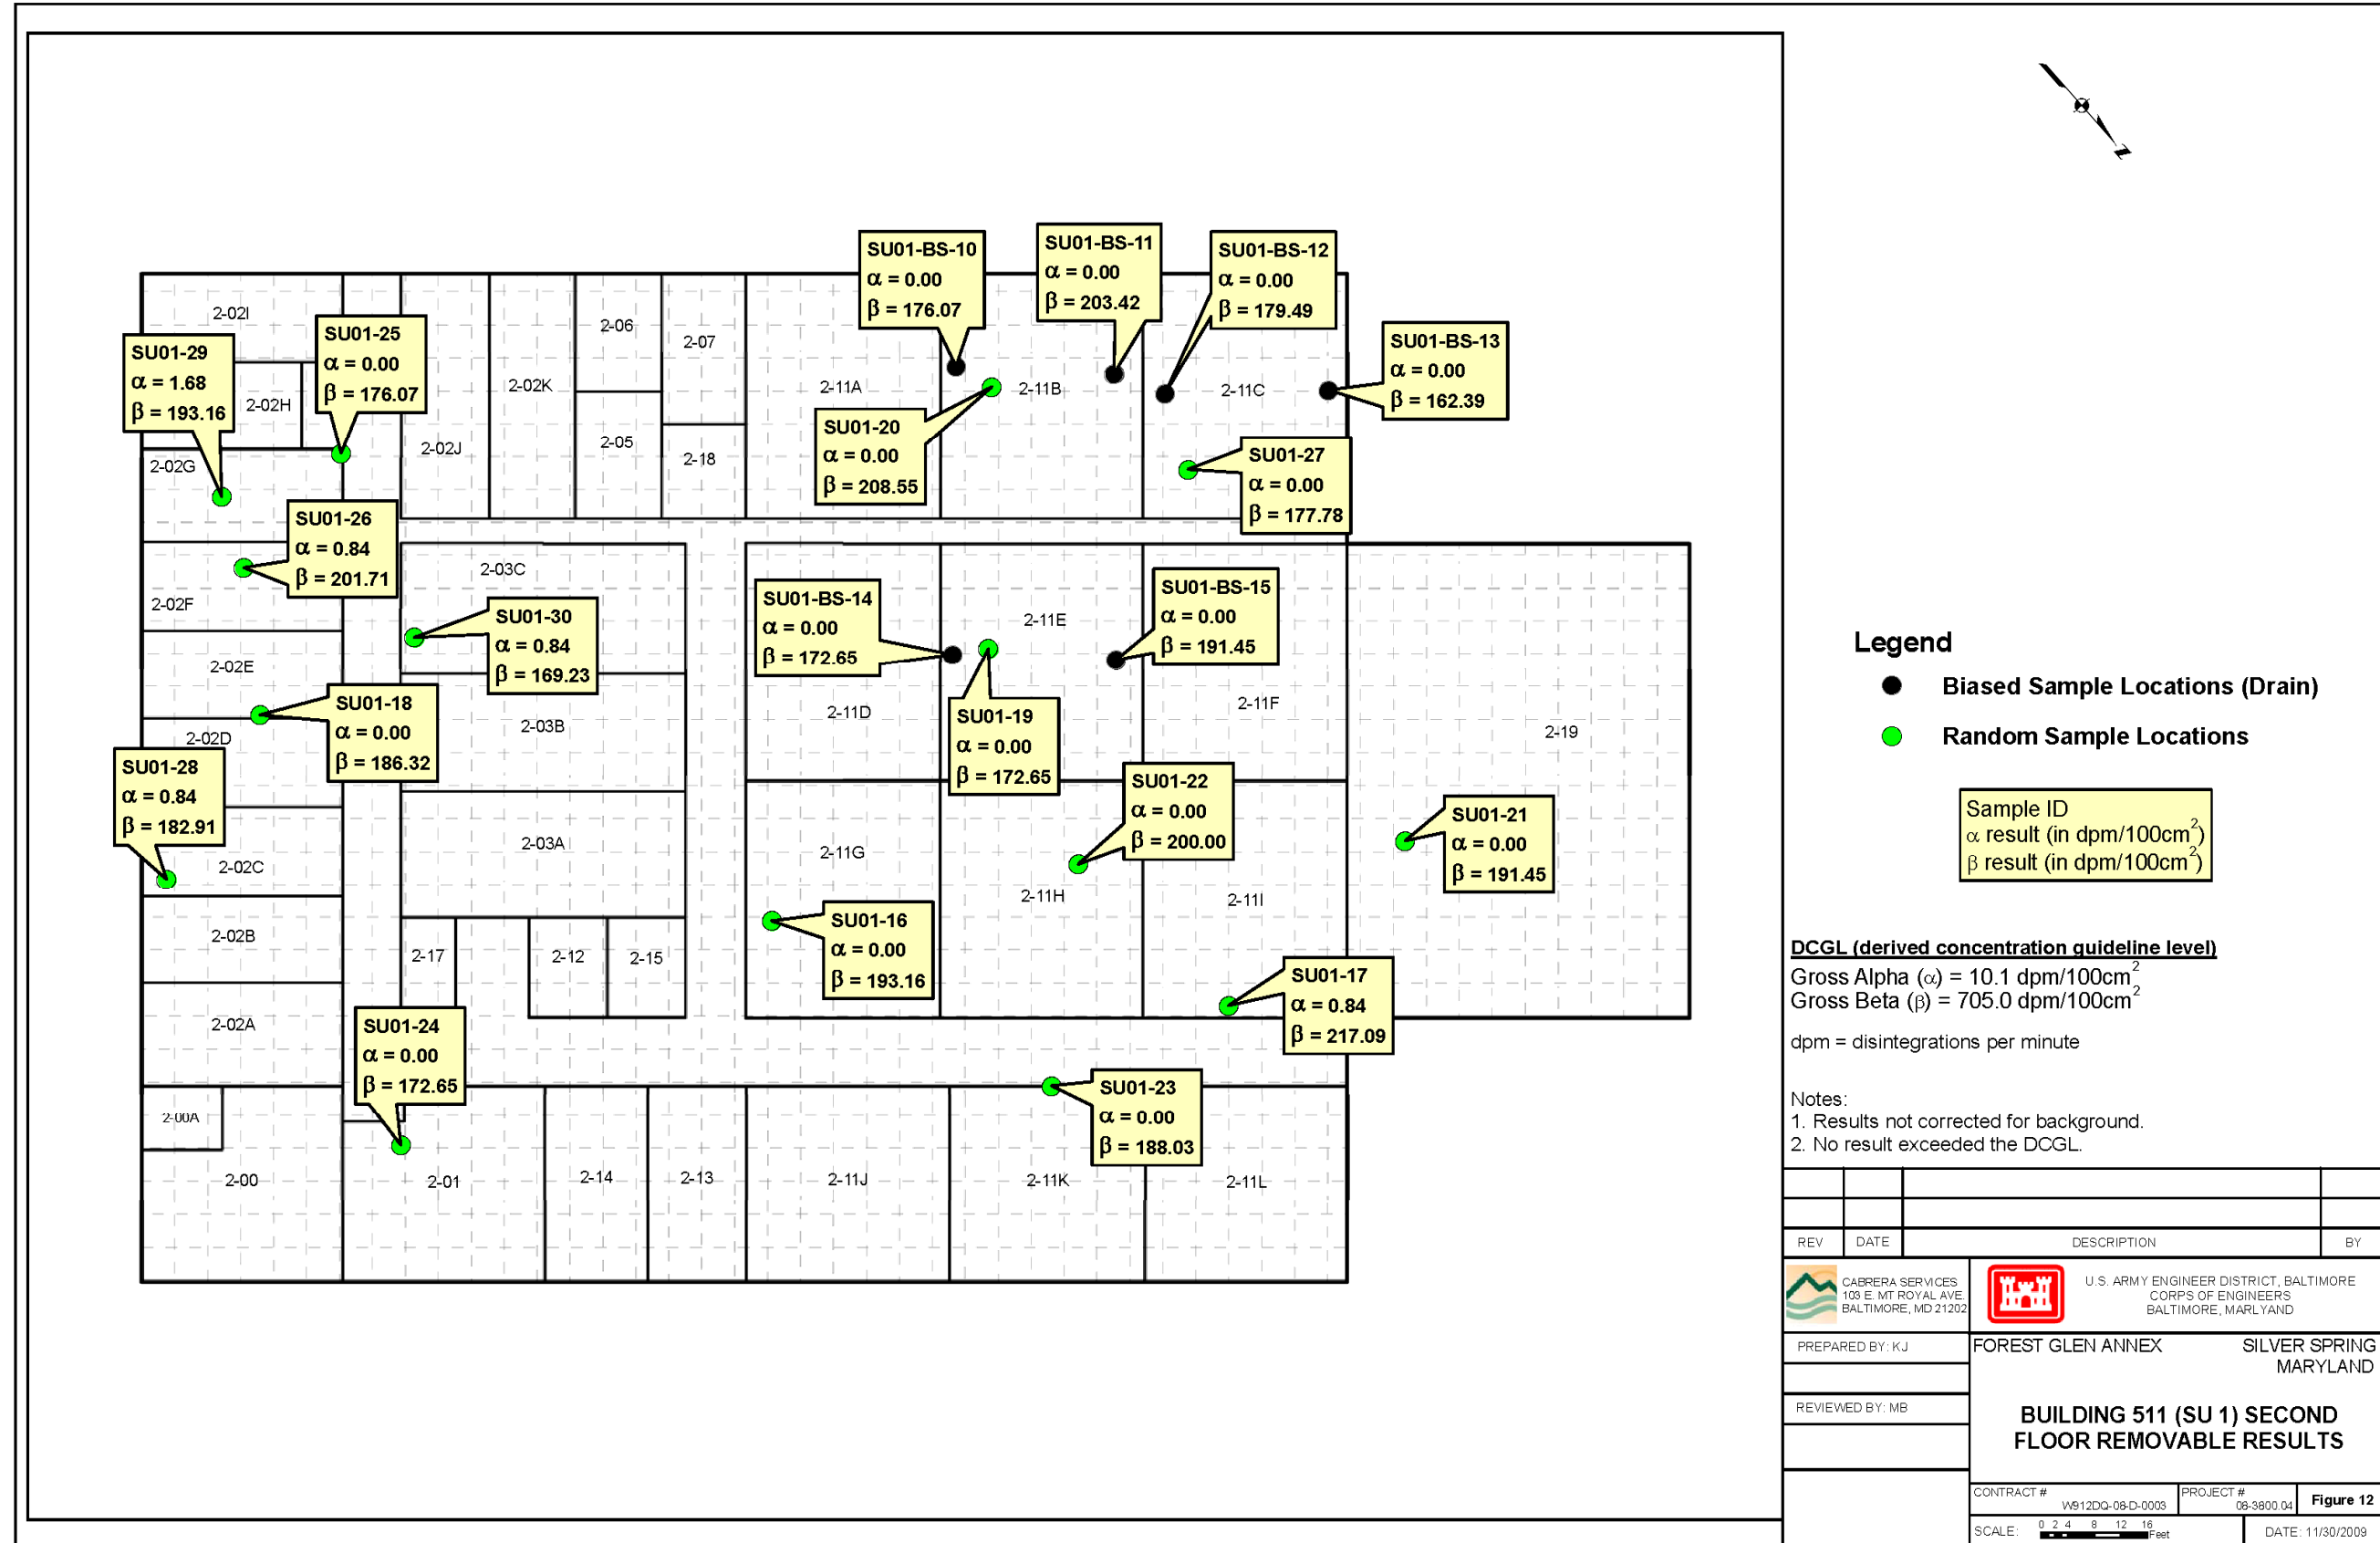 SU01-BS-10
α = 0.00
β = 176.07
SU01-BS-11
α = 0.00
β = 203.42
SU01-BS-12
α = 0.00
β = 179.49
SU01-BS-13
α = 0.00
β = 162.39
SU01-29
α = 1.68
β = 193.16
SU01-25
α = 0.00
β = 176.07
SU01-20
α = 0.00
β = 208.55
SU01-27
α = 0.00
β = 177.78
SU01-26
α = 0.84
β = 201.71
SU01-30
α = 0.84
β = 169.23
SU01-BS-14
α = 0.00
β = 172.65
SU01-BS-15
α = 0.00
β = 191.45
SU01-18
α = 0.00
β = 186.32
SU01-19
α = 0.00
β = 172.65
SU01-28
α = 0.84
β = 182.91
SU01-22
α = 0.00
β = 200.00
SU01-21
α = 0.00
β = 191.45
SU01-16
α = 0.00
β = 193.16
SU01-17
α = 0.84
β = 217.09
SU01-24
α = 0.00
β = 172.65
SU01-23
α = 0.00
β = 188.03
2-02I
2-02H
2-02G
2-02J
2-02K
2-06
2-05
2-07
2-18
2-11A
2-11B
2-11C
2-02F
2-02E
2-02D
2-02C
2-02B
2-02A
2-03C
2-03B
2-03A
2-17
2-12
2-15
2-11D
2-11E
2-11F
2-11G
2-11H
2-11I
2-19
2-00A
2-00
2-01
2-14
2-13
2-11J
2-11K
2-11L
N
Legend
Biased Sample Locations (Drain)
Random Sample Locations
Sample ID
α result (in dpm/100cm²)
β result (in dpm/100cm²)
DCGL (derived concentration guideline level)
Gross Alpha (α) = 10.1 dpm/100cm²
Gross Beta (β) = 705.0 dpm/100cm²
dpm = disintegrations per minute
Notes:
1. Results not corrected for background.
2. No result exceeded the DCGL.
REV DATE DESCRIPTION BY
CABRERA SERVICES
103 E. MT ROYAL AVE.
BALTIMORE, MD 21202
U.S. ARMY ENGINEER DISTRICT, BALTIMORE
CORPS OF ENGINEERS
BALTIMORE, MARLYAND
PREPARED BY: KJ
REVIEWED BY: MB
FOREST GLEN ANNEX SILVER SPRING
MARYLAND
BUILDING 511 (SU 1) SECOND
FLOOR REMOVABLE RESULTS
CONTRACT #
W912DQ-08-D-0003
PROJECT #
08-3800.04
Figure 12
SCALE: 0 2 4 8 12 16
Feet
DATE: 11/30/2009